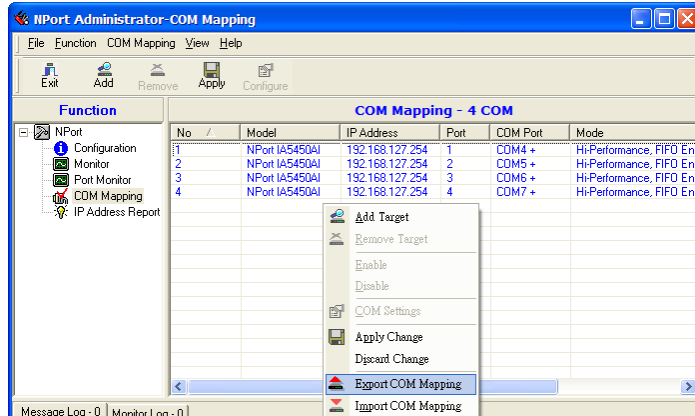 NPort Administrator-COM Mapping
File Function COM Mapping View Help
Exit Add Remove Apply Configure
Function
COM Mapping - 4 COM
NPort
Configuration
Monitor
Port Monitor
COM Mapping
IP Address Report
No Model IP Address Port COM Port Mode
1 NPort IA5450AI 192.168.127.254 1 COM4 + Hi-Performance, FIFO En
2 NPort IA5450AI 192.168.127.254 2 COM5 + Hi-Performance, FIFO En
3 NPort IA5450AI 192.168.127.254 3 COM6 + Hi-Performance, FIFO En
4 NPort IA5450AI 192.168.127.254 4 COM7 + Hi-Performance, FIFO En
Add Target
Remove Target
Enable
Disable
COM Settings
Apply Change
Discard Change
Export COM Mapping
Import COM Mapping
Message Log - 0 Monitor Log - 0